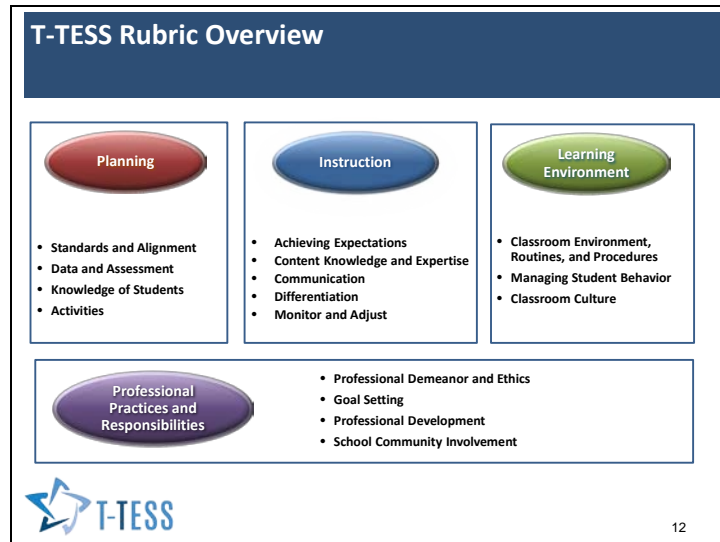 T-TESS Rubric Overview
Planning
• Standards and Alignment
• Data and Assessment
• Knowledge of Students
• Activities
Instruction
• Achieving Expectations
• Content Knowledge and Expertise
• Communication
• Differentiation
• Monitor and Adjust
Learning
Environment
• Classroom Environment,
Routines, and Procedures
• Managing Student Behavior
• Classroom Culture
Professional
Practices and
Responsibilities
• Professional Demeanor and Ethics
• Goal Setting
• Professional Development
• School Community Involvement
T-TESS
12